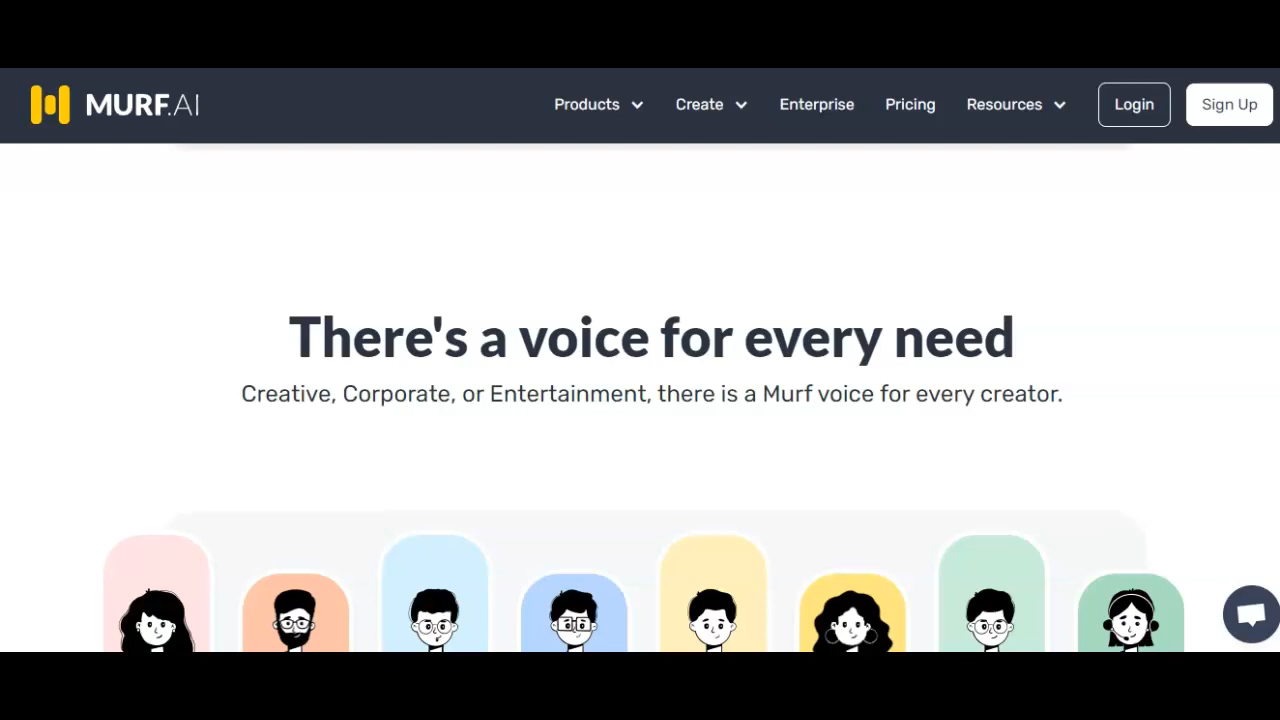 MURF.AI Products Create Enterprise Pricing Resources Login Sign Up
There's a voice for every need
Creative, Corporate, or Entertainment, there is a Murf voice for every creator.